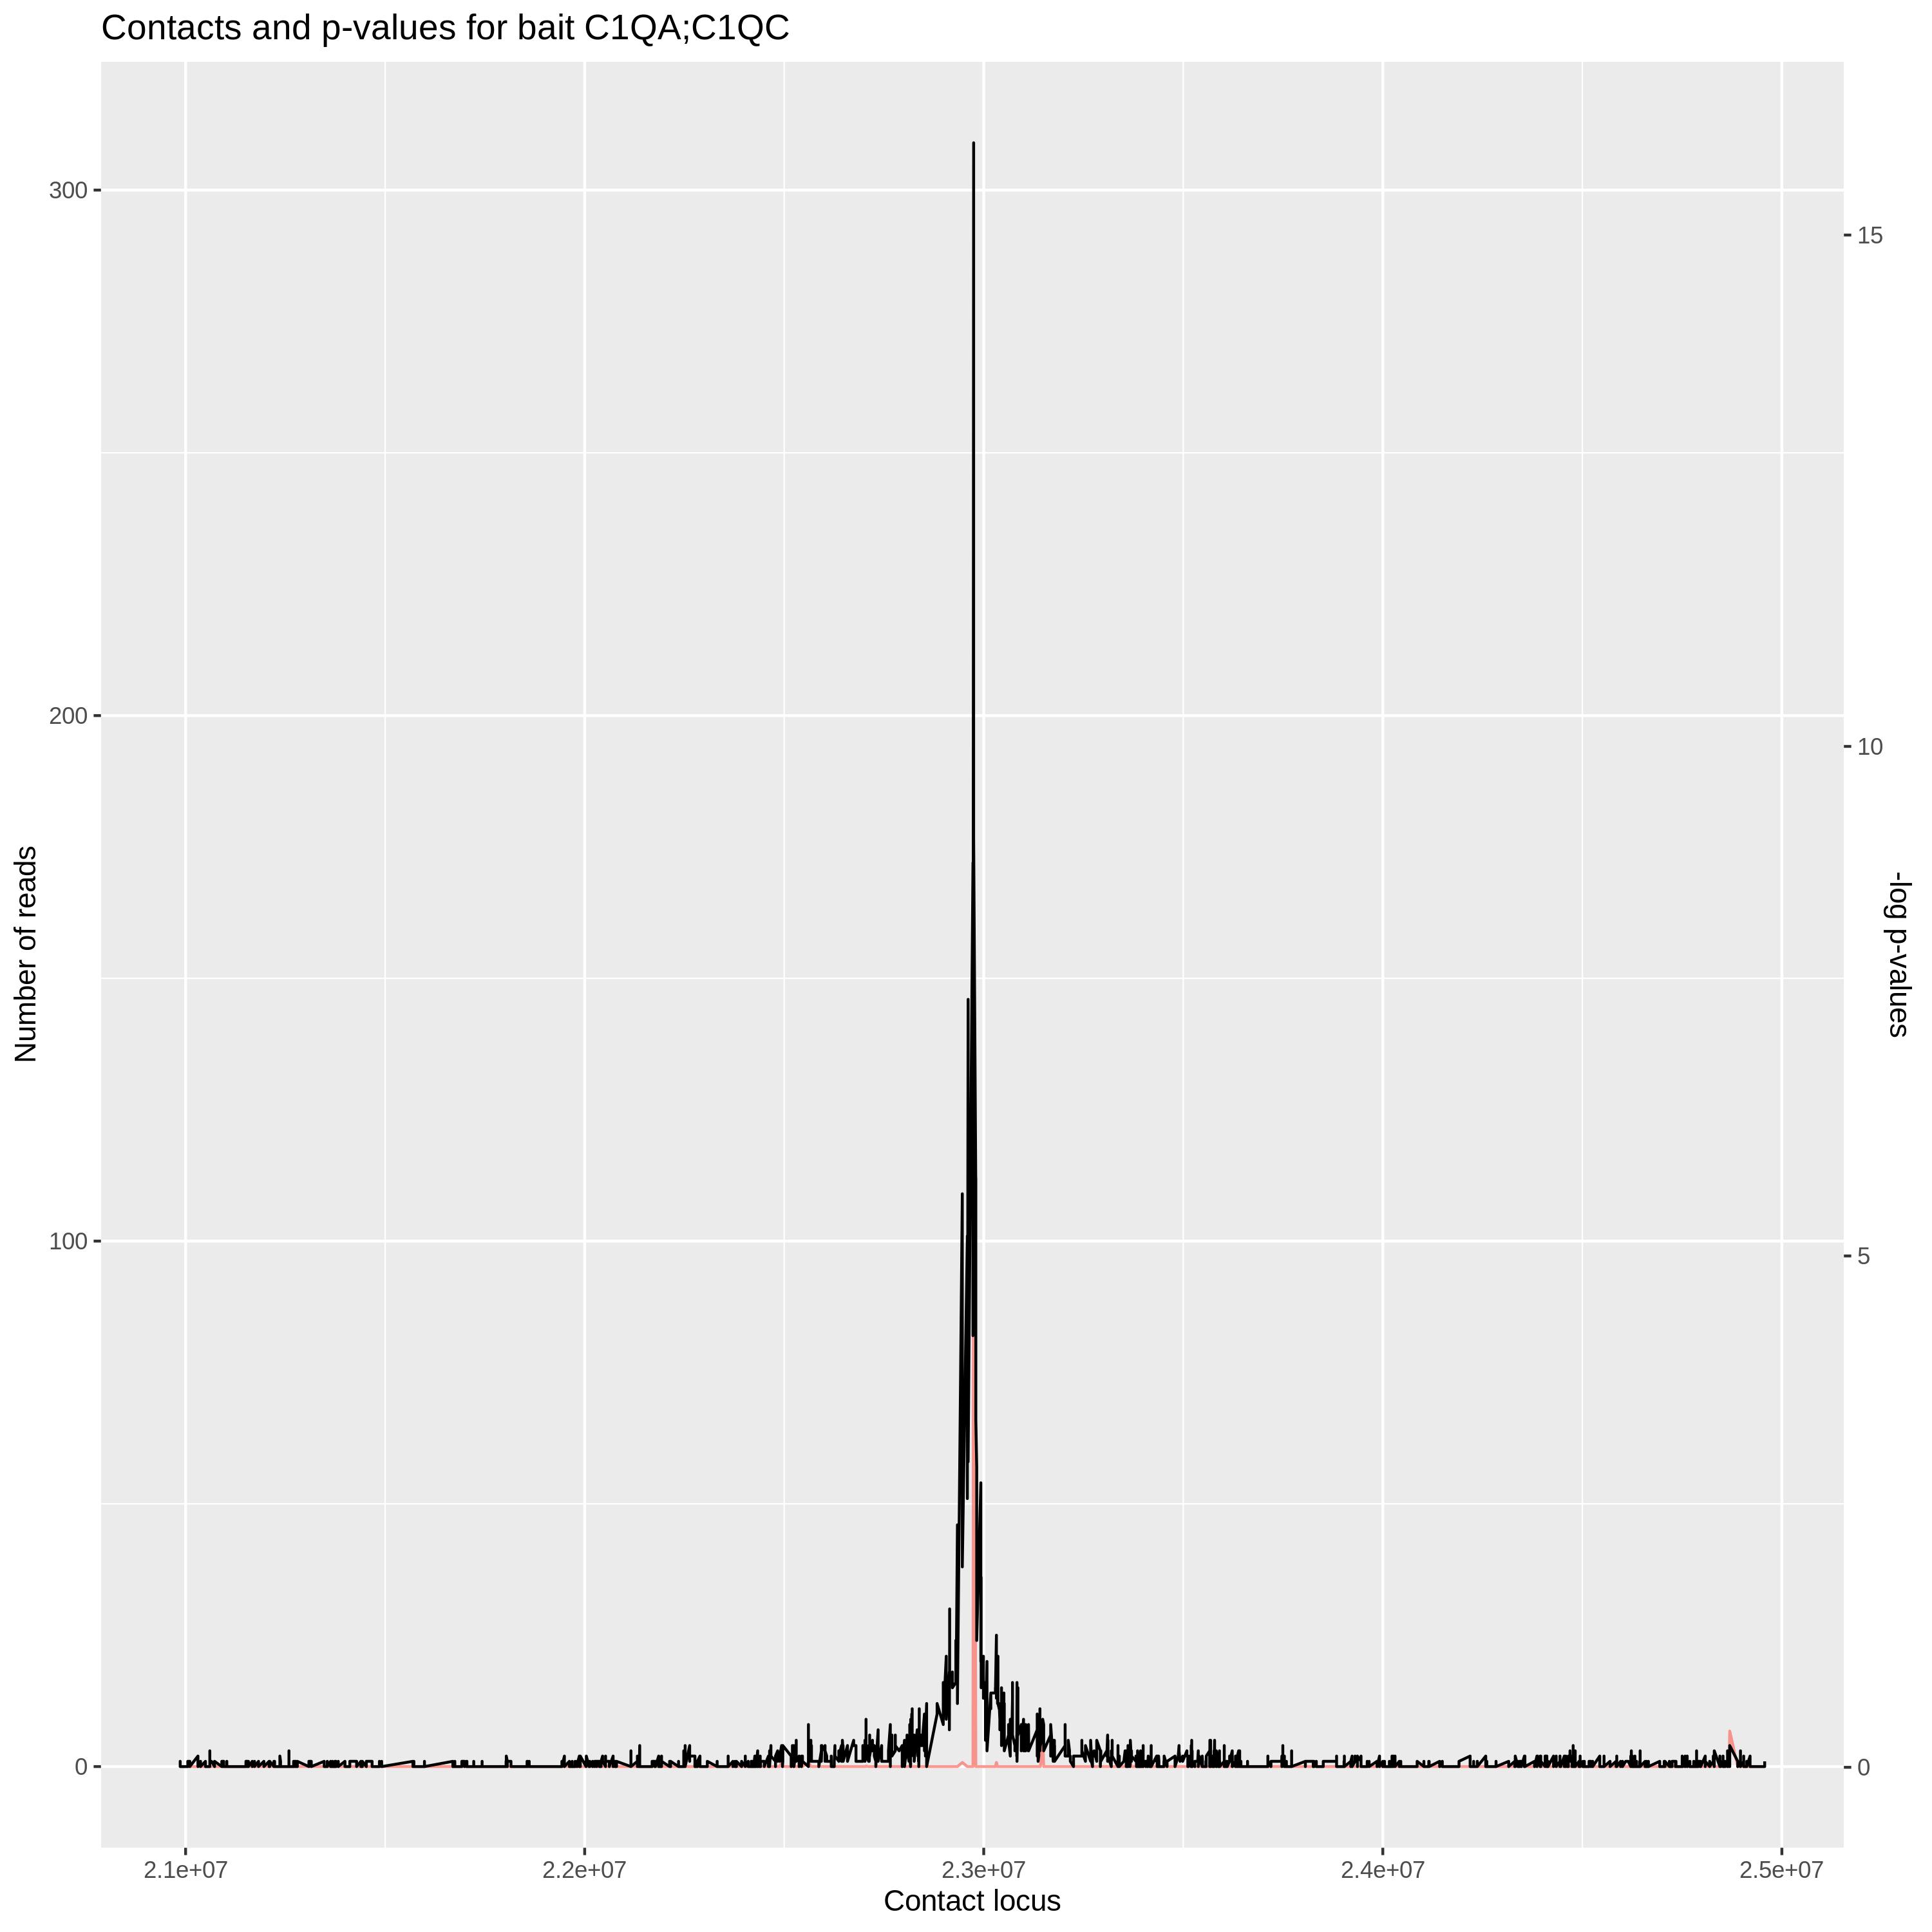 Contacts and p-values for bait C1QA;C1QC
300
200
100
0
Number of reads
15
10
5
0
-log p-values
2.1e+07
2.2e+07
2.3e+07
2.4e+07
2.5e+07
Contact locus